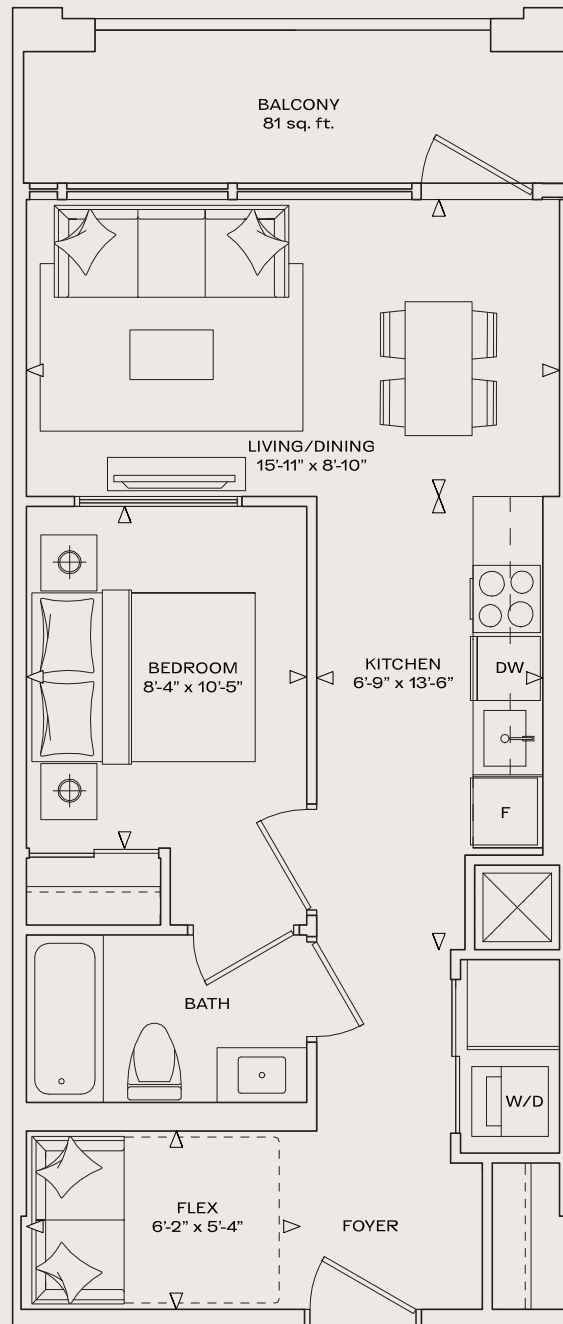 BALCONY
81 sq. ft.
LIVING/DINING
15'-11" x 8'-10"
BEDROOM
8'-4" x 10'-5"
KITCHEN
6'-9" x 13'-6"
DW
F
BATH
W/D
FLEX
6'-2" x 5'-4"
FOYER